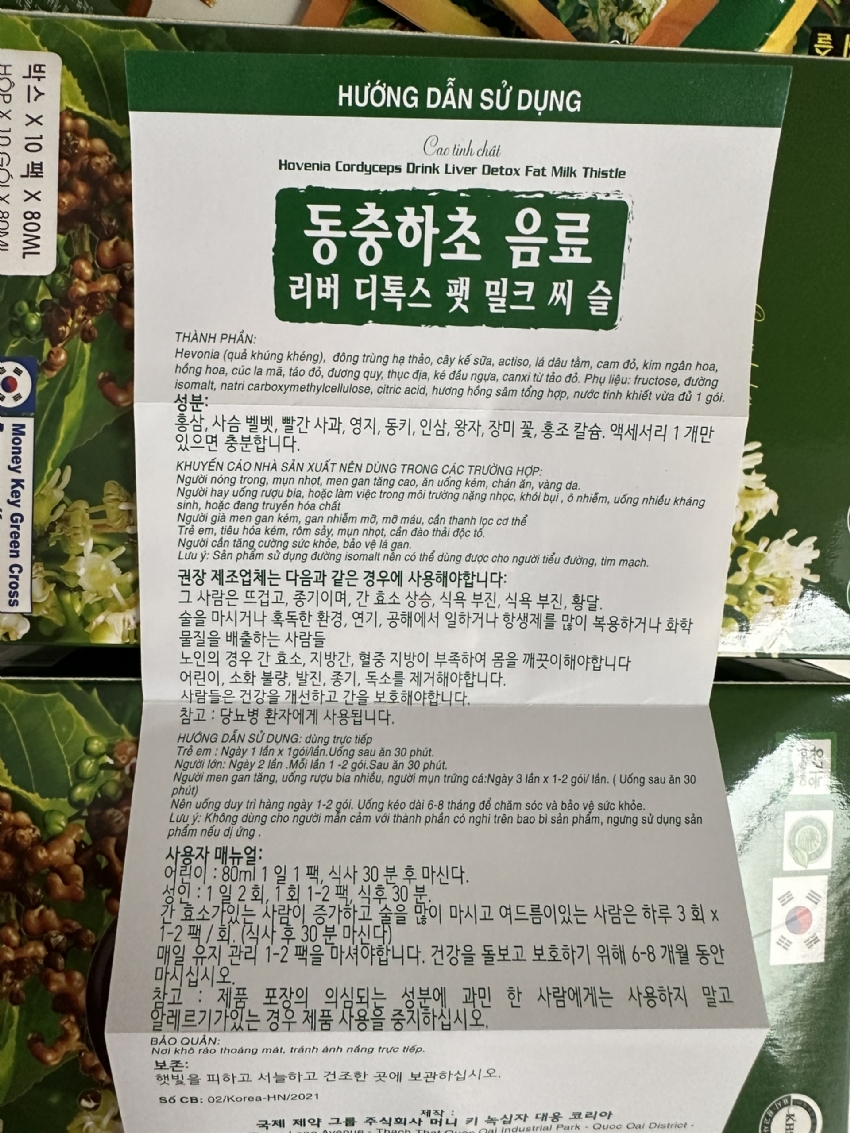 박스 X 10 팩 X 80ML
HỘP X 10 GÓI X 80ML
Money Key Green Cross
HƯỚNG DẪN SỬ DỤNG
Cao tinh chất
Hovenia Cordyceps Drink Liver Detox Fat Milk Thistle
동충하초 음료
리버 디톡스 팻 밀크 씨 슬
THÀNH PHẦN:
Hevonia (quả khúng khéng), đông trùng hạ thảo, cây kế sữa, actiso, lá dâu tằm, cam đỏ, kim ngân hoa,
hồng hoa, cúc la mã, táo đỏ, đương quy, thục địa, ké đầu ngựa, canxi từ tảo đỏ. Phụ liệu: fructose, đường
isomalt, natri carboxymethylcellulose, citric acid, hương hồng sâm tổng hợp, nước tinh khiết vừa đủ 1 gói.
성분:
홍삼, 사슴 벨벳, 빨간 사과, 영지, 동키, 인삼, 왕자, 장미 꽃, 홍조 칼슘. 액세서리 1 개만
있으면 충분합니다.
KHUYẾN CÁO NHÀ SẢN XUẤT NÊN DÙNG TRONG CÁC TRƯỜNG HỢP:
Người nóng trong, mụn nhọt, men gan tăng cao, ăn uống kém, chán ăn, vàng da.
Người hay uống rượu bia, hoặc làm việc trong môi trường nặng nhọc, khói bụi , ô nhiễm, uống nhiều kháng
sinh, hoặc đang truyền hóa chất
Người già men gan kém, gan nhiễm mỡ, mỡ máu, cần thanh lọc cơ thể
Trẻ em, tiêu hóa kém, rôm sảy, mụn nhọt, cần đào thải độc tố.
Người cần tăng cường sức khỏe, bảo vệ lá gan.
Lưu ý: Sản phẩm sử dụng đường isomalt nên có thể dùng được cho người tiểu đường, tim mạch.
권장 제조업체는 다음과 같은 경우에 사용해야합니다:
그 사람은 뜨겁고, 종기이며, 간 효소 상승, 식욕 부진, 식욕 부진, 황달.
술을 마시거나 혹독한 환경, 연기, 공해에서 일하거나 항생제를 많이 복용하거나 화학
물질을 배출하는 사람들
노인의 경우 간 효소, 지방간, 혈중 지방이 부족하여 몸을 깨끗이해야합니다
어린이, 소화 불량, 발진, 종기, 독소를 제거해야합니다.
사람들은 건강을 개선하고 간을 보호해야합니다.
참고 : 당뇨병 환자에게 사용됩니다.
HƯỚNG DẪN SỬ DỤNG: dùng trực tiếp
Trẻ em : Ngày 1 lần x 1gói/lần.Uống sau ăn 30 phút.
Người lớn: Ngày 2 lần .Mỗi lần 1 -2 gói.Sau ăn 30 phút.
Người men gan tăng, uống rượu bia nhiều, người mụn trứng cá:Ngày 3 lần x 1-2 gói/ lần. ( Uống sau ăn 30
phút)
Nên uống duy trì hàng ngày 1-2 gói. Uống kéo dài 6-8 tháng để chăm sóc và bảo vệ sức khỏe.
Lưu ý: Không dùng cho người mẫn cảm với thành phần có nghi trên bao bì sản phẩm, ngưng sử dụng sản
phẩm nếu dị ứng .
사용자 매뉴얼:
어린이 : 80ml 1 일 1 팩, 식사 30 분 후 마신다.
성인 : 1 일 2 회, 1 회 1-2 팩, 식후 30 분.
간 효소가있는 사람이 증가하고 술을 많이 마시고 여드름이있는 사람은 하루 3 회 x
1-2 팩 / 회. (식사 후 30 분 마신다)
매일 유지 관리 1-2 팩을 마셔야합니다. 건강을 돌보고 보호하기 위해 6-8 개월 동안
마시십시오.
참고 : 제품 포장의 의심되는 성분에 과민 한 사람에게는 사용하지 말고
알레르기가있는 경우 제품 사용을 중지하십시오.
BẢO QUẢN:
Nơi khô ráo thoáng mát, tránh ánh nắng trực tiếp.
보존:
햇빛을 피하고 서늘하고 건조한 곳에 보관하십시오.
Số CB: 02/Korea-HN/2021
제작 :
국제 제약 그룹 주식회사 머니 키 녹십자 대웅 코리아
Long Avenue - Thach That Quoc Oai Industrial Park - Quoc Oai District -